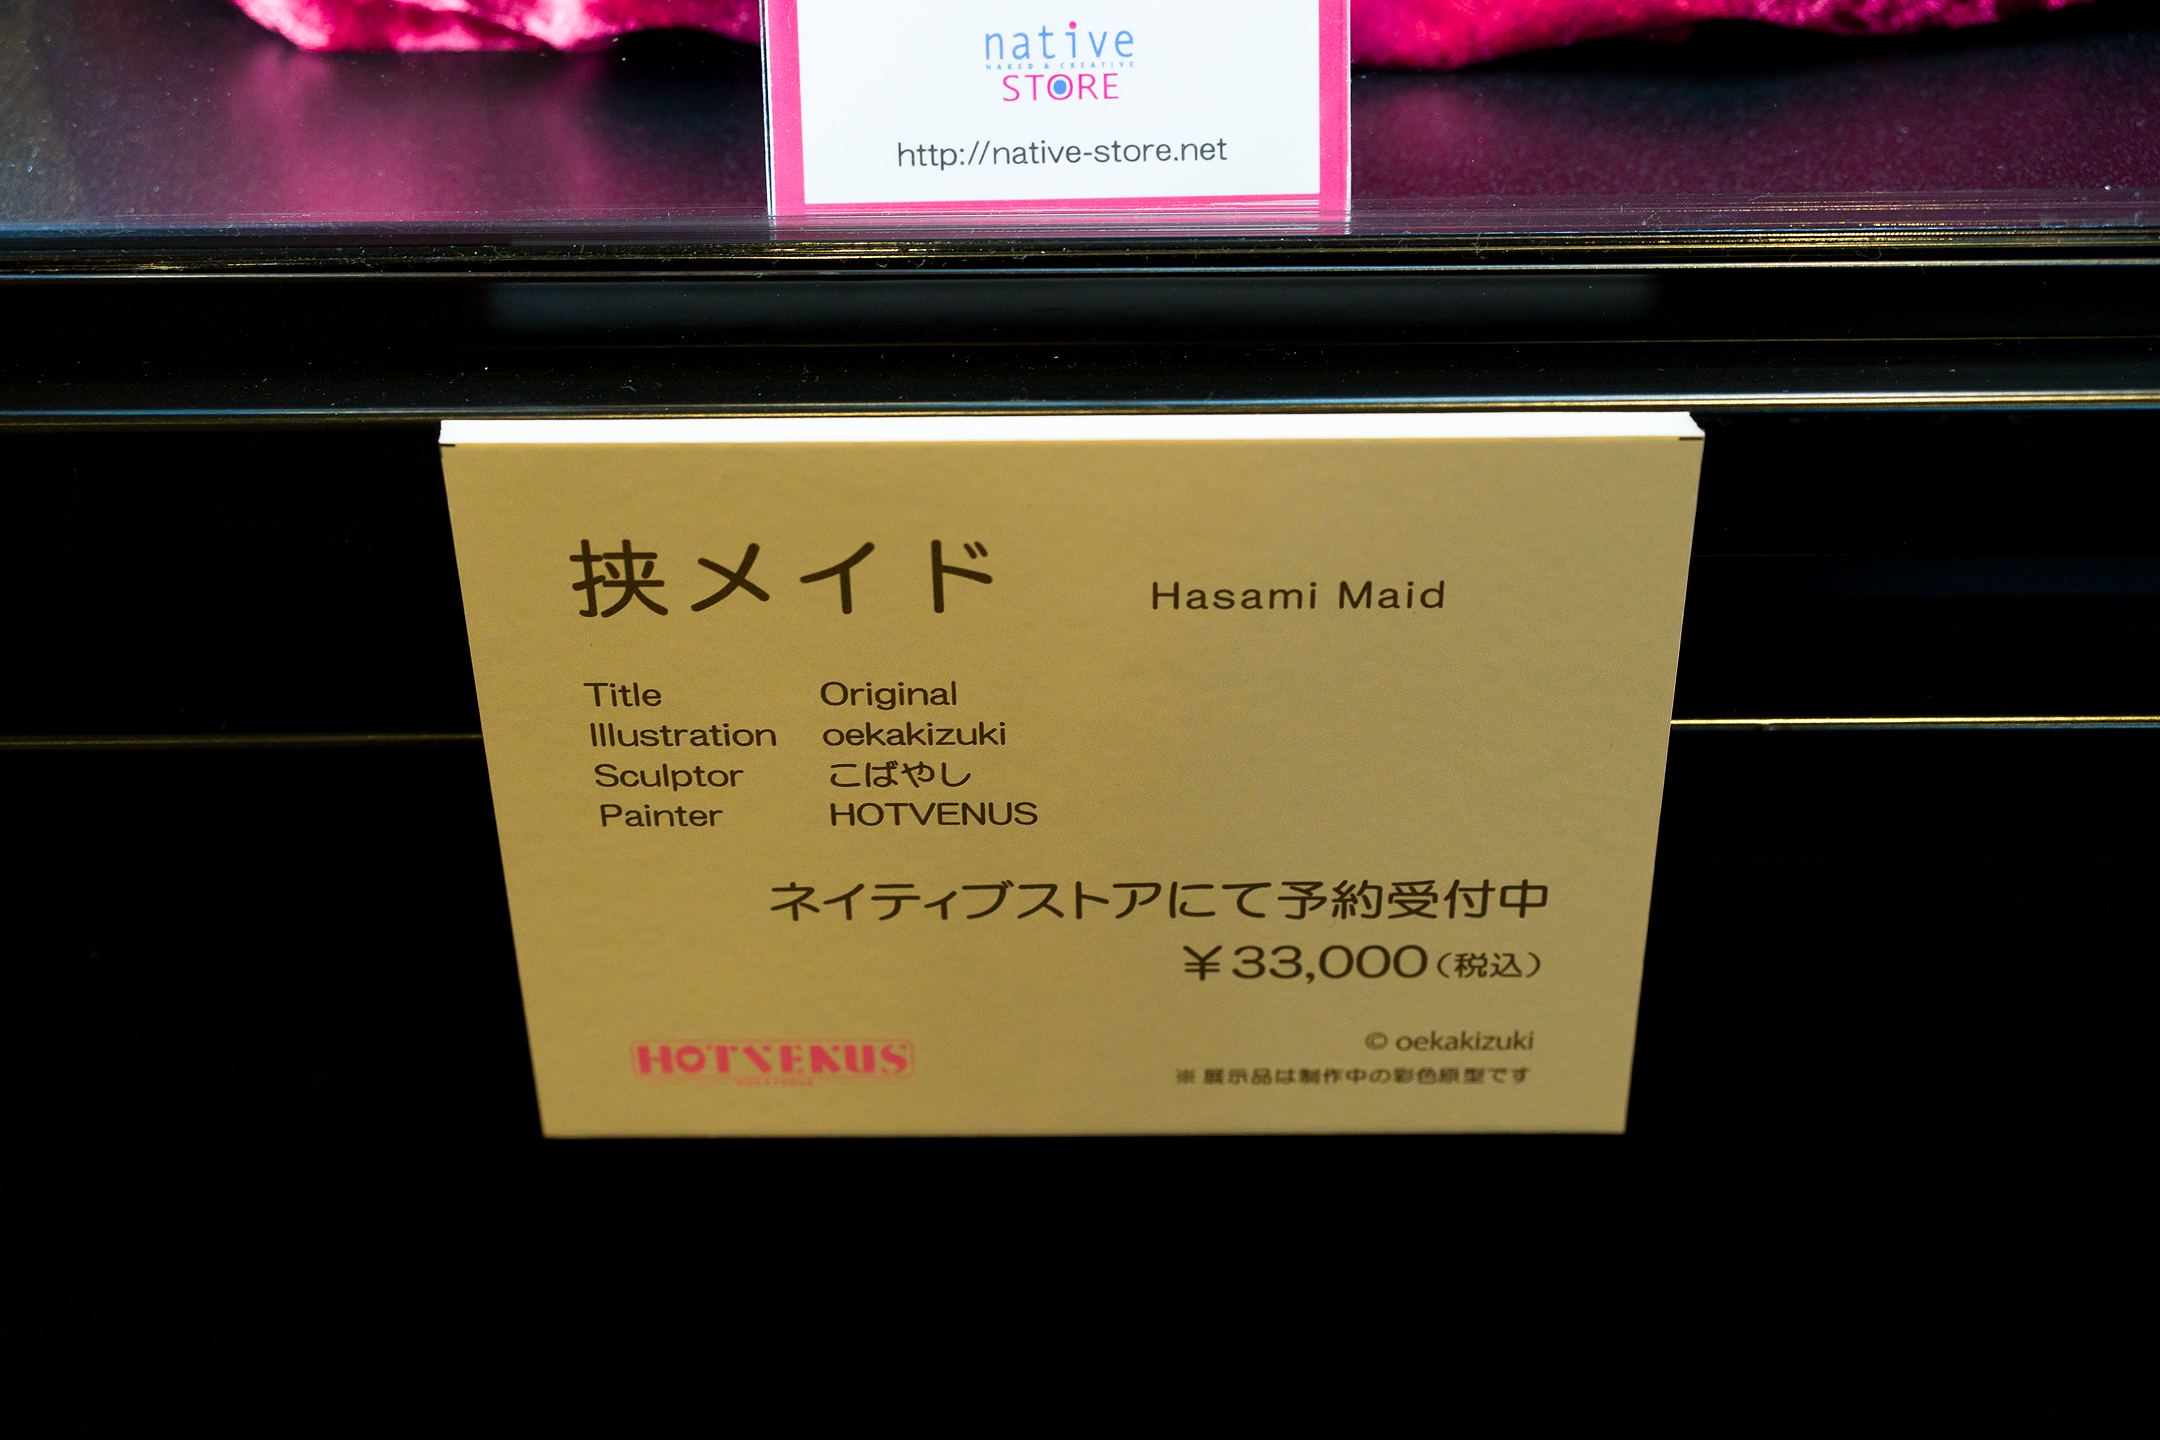 native
NAKED & CREATIVE
STORE
http://native-store.net
挟メイド Hasami Maid
Title Original
Illustration oekakizuki
Sculptor こばやし
Painter HOTVENUS
ネイティブストアにて予約受付中
¥33,000(税込)
HOTVENUS
© oekakizuki
※ 展示品は制作中の彩色原型です